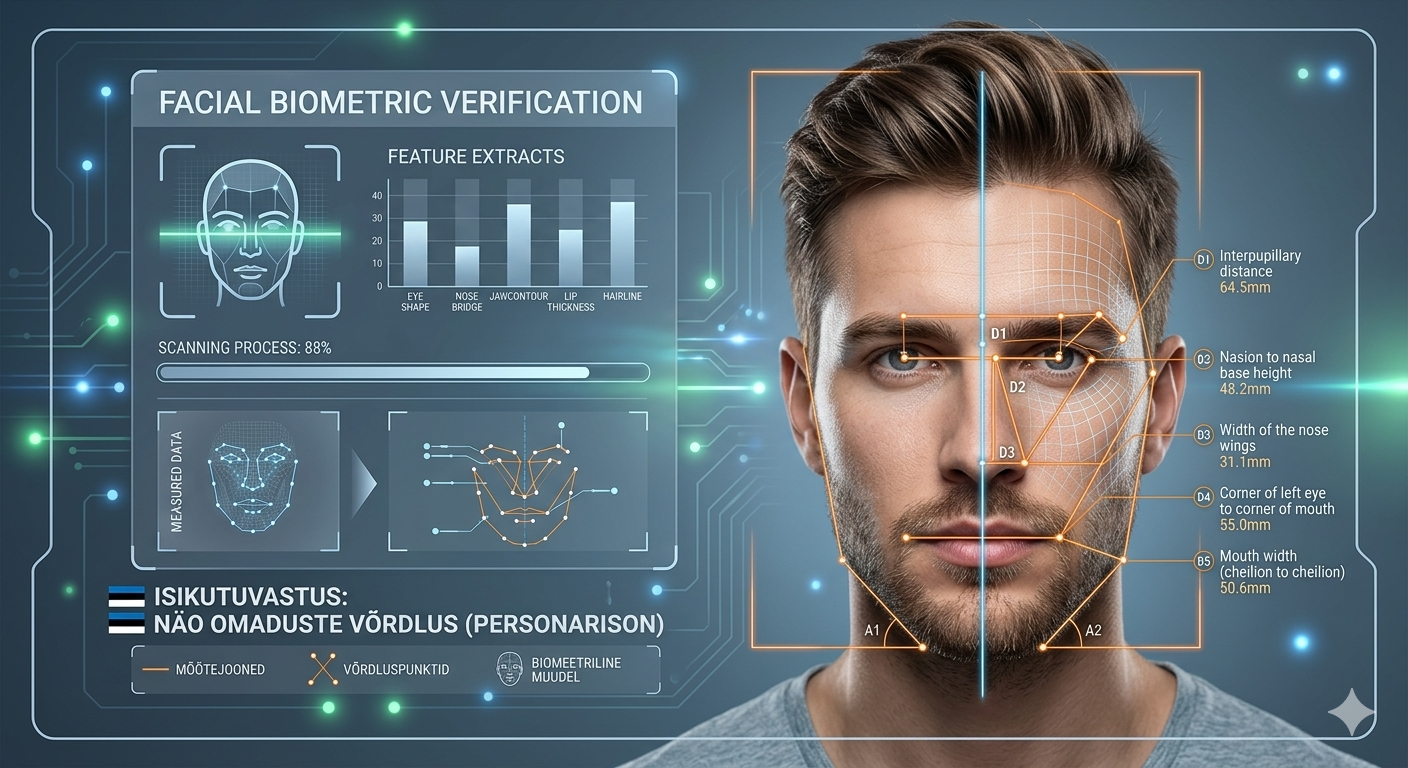 FACIAL BIOMETRIC VERIFICATION
FEATURE EXTRACTS
40
30
20
10
0
EYE
SHAPE
NOSE
BRIDGE
JAWCONTOUR
LIP
THICKNESS
HAIRLINE
SCANNING PROCESS: 88%
MEASURED DATA
ISIKUTUVASTUS:
NÄO OMADUSTE VÕRDLUS (PERSONARISON)
MÕÕTEJOONED
VÕRDLUSPUNKTID
BIOMEETRILINE
MUUDEL
D1
D2
D3
A1
A2
D1 Interpupillary
distance
64.5mm
D2 Nasion to nasal
base height
48.2mm
D3 Width of the nose
wings
31.1mm
D4 Corner of left eye
to corner of mouth
55.0mm
B5 Mouth width
(cheilion to cheilion)
50.6mm